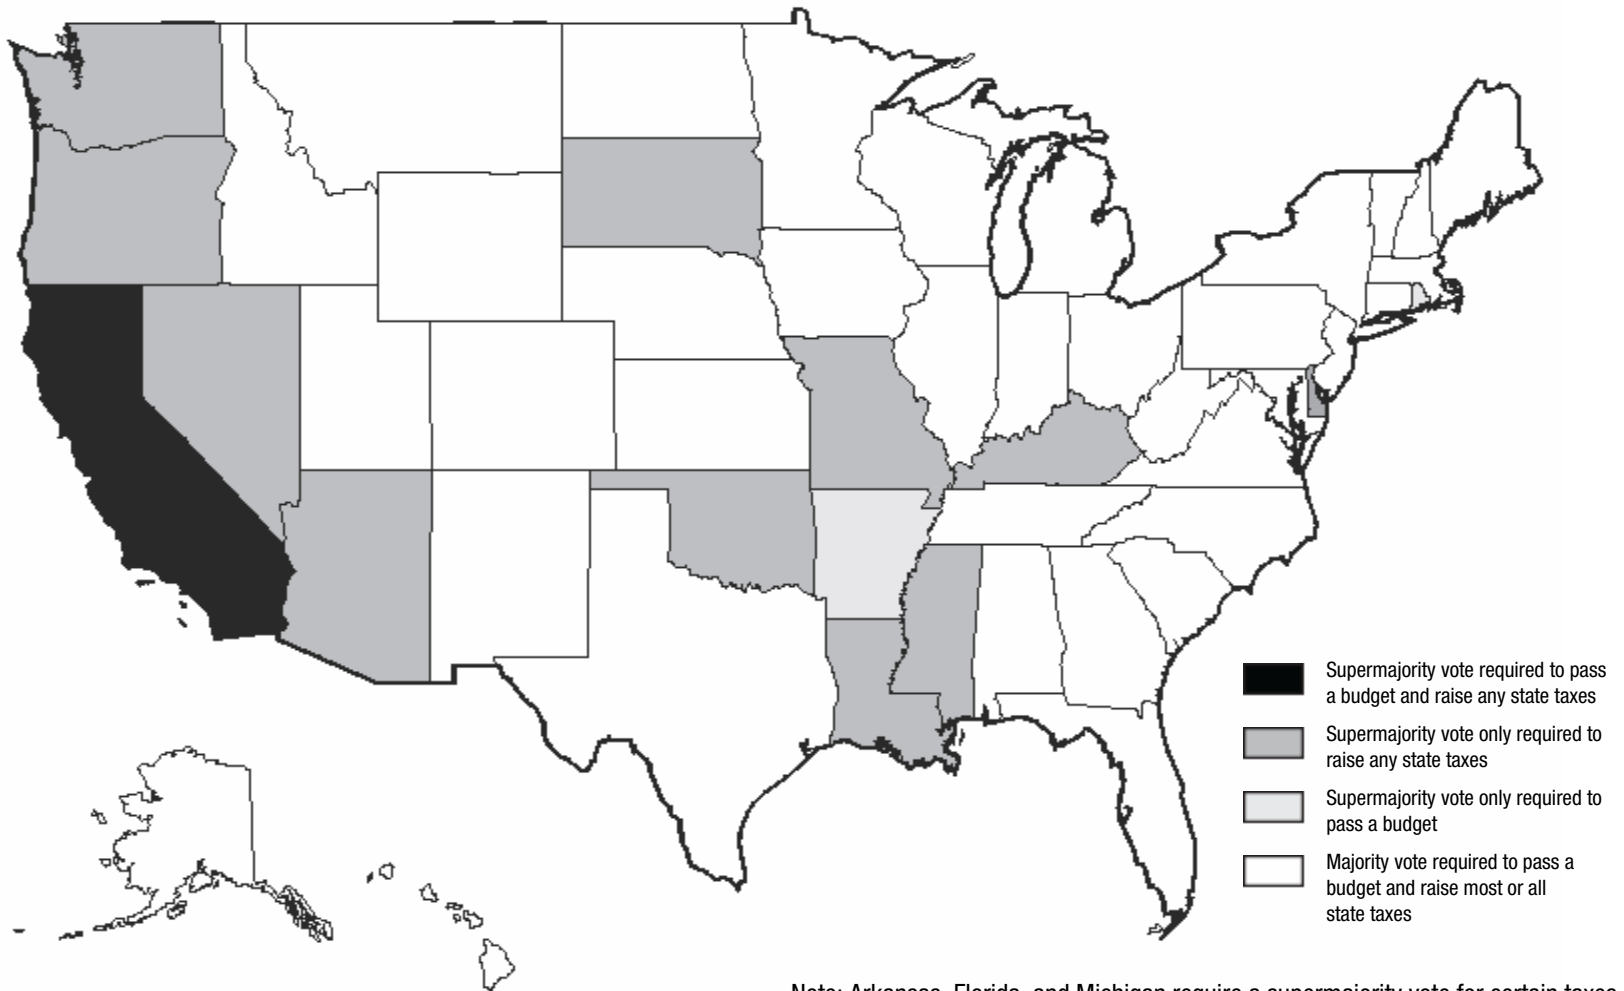 Supermajority vote required to pass
a budget and raise any state taxes
Supermajority vote only required to
raise any state taxes
Supermajority vote only required to
pass a budget
Majority vote required to pass a
budget and raise most or all
state taxes
Note: Arkansas, Florida, and Michigan require a supermajority vote for certain taxes